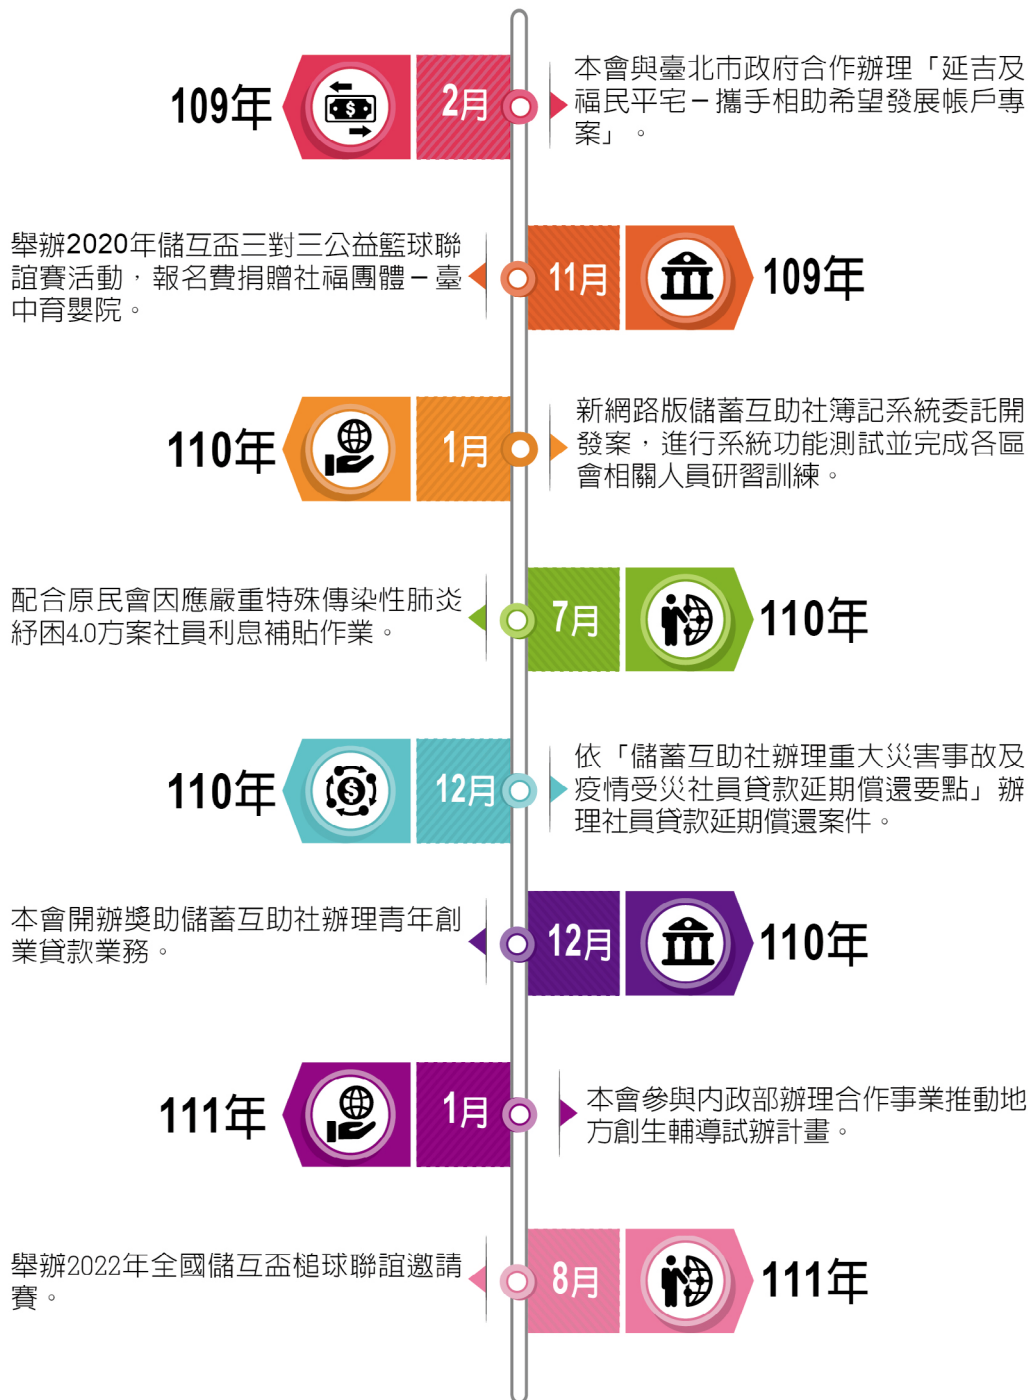 109年
2月
本會與臺北市政府合作辦理「延吉及
福民平宅－攜手相助希望發展帳戶專
案」。
舉辦2020年儲互盃三對三公益籃球聯
誼賽活動，報名費捐贈社福團體－臺
中育嬰院。
11月
109年
110年
1月
新網路版儲蓄互助社簿記系統委託開
發案，進行系統功能測試並完成各區
會相關人員研習訓練。
配合原民會因應嚴重特殊傳染性肺炎
紓困4.0方案社員利息補貼作業。
7月
110年
110年
12月
依「儲蓄互助社辦理重大災害事故及
疫情受災社員貸款延期償還要點」辦
理社員貸款延期償還案件。
本會開辦獎助儲蓄互助社辦理青年創
業貸款業務。
12月
110年
111年
1月
本會參與內政部辦理合作事業推動地
方創生輔導試辦計畫。
舉辦2022年全國儲互盃槌球聯誼邀請
賽。
8月
111年